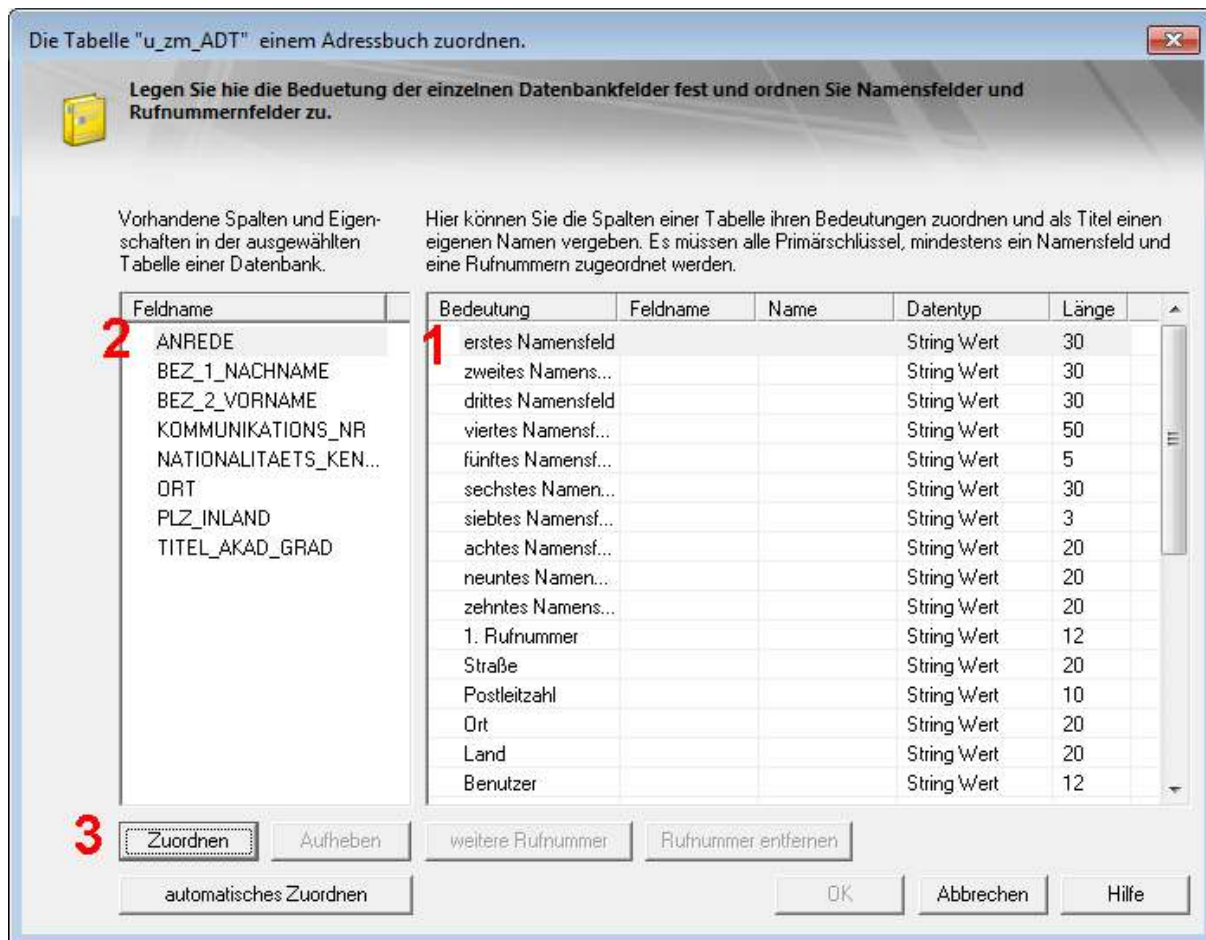 Die Tabelle "u_zm_ADT" einem Adressbuch zuordnen.
Legen Sie hie die Beduetung der einzelnen Datenbankfelder fest und ordnen Sie Namensfelder und
Rufnummernfelder zu.
Vorhandene Spalten und Eigen-
schaften in der ausgewählten
Tabelle einer Datenbank.
Hier können Sie die Spalten einer Tabelle ihren Bedeutungen zuordnen und als Titel einen
eigenen Namen vergeben. Es müssen alle Primärschlüssel, mindestens ein Namensfeld und
eine Rufnummern zugeordnet werden.
Feldname
2 ANREDE
BEZ_1_NACHNAME
BEZ_2_VORNAME
KOMMUNIKATIONS_NR
NATIONALITAETS_KEN...
ORT
PLZ_INLAND
TITEL_AKAD_GRAD
Bedeutung Feldname Name Datentyp Länge
1 erstes Namensfeld String Wert 30
zweites Namens... String Wert 30
drittes Namensfeld String Wert 30
viertes Namensf... String Wert 50
fünftes Namensf... String Wert 5
sechstes Namen... String Wert 30
siebtes Namensf... String Wert 3
achtes Namensf... String Wert 20
neuntes Namen... String Wert 20
zehntes Namens... String Wert 20
1. Rufnummer String Wert 12
Straße String Wert 20
Postleitzahl String Wert 10
Ort String Wert 20
Land String Wert 20
Benutzer String Wert 12
3 Zuordnen Aufheben weitere Rufnummer Rufnummer entfernen
automatisches Zuordnen OK Abbrechen Hilfe